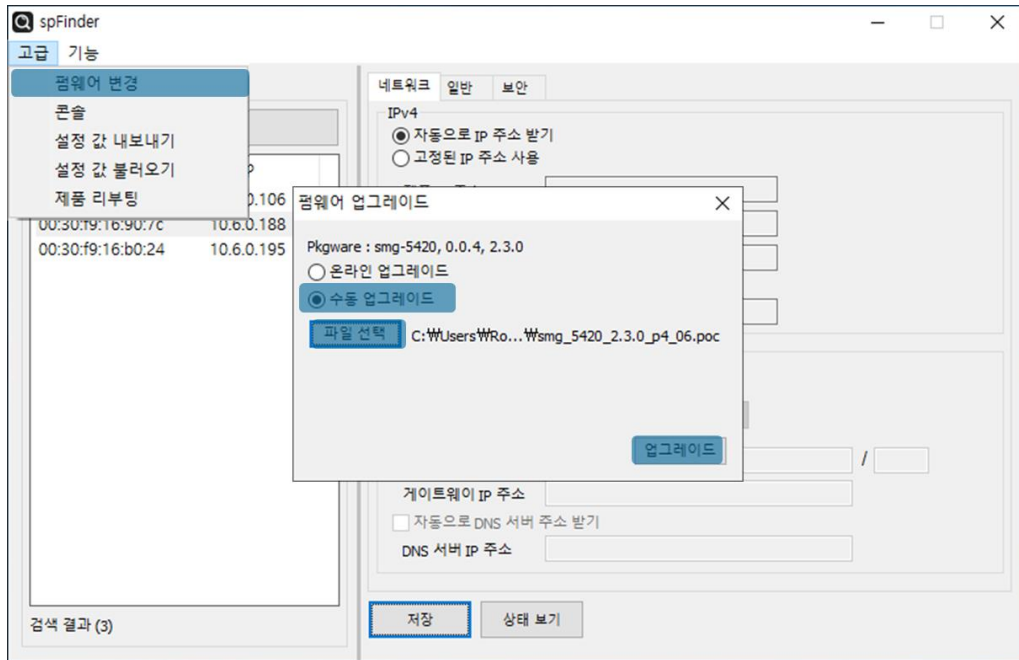 spFinder
고급 기능
펌웨어 변경
콘솔
설정 값 내보내기
설정 값 불러오기
제품 리부팅
0.106
00:30:f9:16:90:7c 10.6.0.188
00:30:f9:16:b0:24 10.6.0.195
검색 결과 (3)
네트워크 일반 보안
IPv4
자동으로 IP 주소 받기
고정된 IP 주소 사용
펌웨어 업그레이드
Pkgware : smg-5420, 0.0.4, 2.3.0
온라인 업그레이드
수동 업그레이드
파일 선택 C:₩Users₩Ro...₩smg_5420_2.3.0_p4_06.poc
업그레이드
/
게이트웨이 IP 주소
자동으로 DNS 서버 주소 받기
DNS 서버 IP 주소
저장 상태 보기